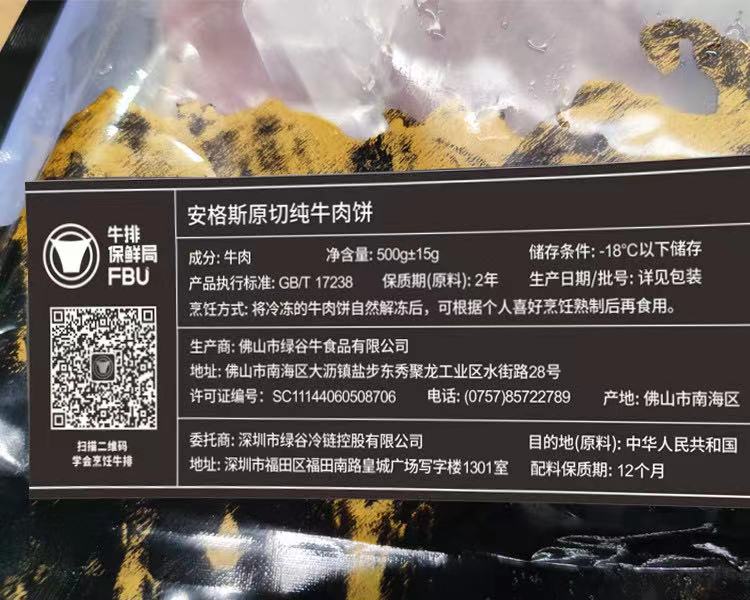 牛排
保鲜局
FBU
扫描二维码
学会烹饪牛排
安格斯原切纯牛肉饼
成分: 牛肉 净含量: 500g±15g 储存条件: -18°C以下储存
产品执行标准: GB/T 17238 保质期(原料): 2年 生产日期/批号: 详见包装
烹饪方式: 将冷冻的牛肉饼自然解冻后，可根据个人喜好烹饪熟制后再食用。
生产商: 佛山市绿谷牛食品有限公司
地址: 佛山市南海区大沥镇盐步东秀聚龙工业区水街路28号
许可证编号: SC11144060508706 电话: (0757)85722789 产地: 佛山市南海区
委托商: 深圳市绿谷冷链控股有限公司 目的地(原料): 中华人民共和国
地址: 深圳市福田区福田南路皇城广场写字楼1301室 配料保质期: 12个月